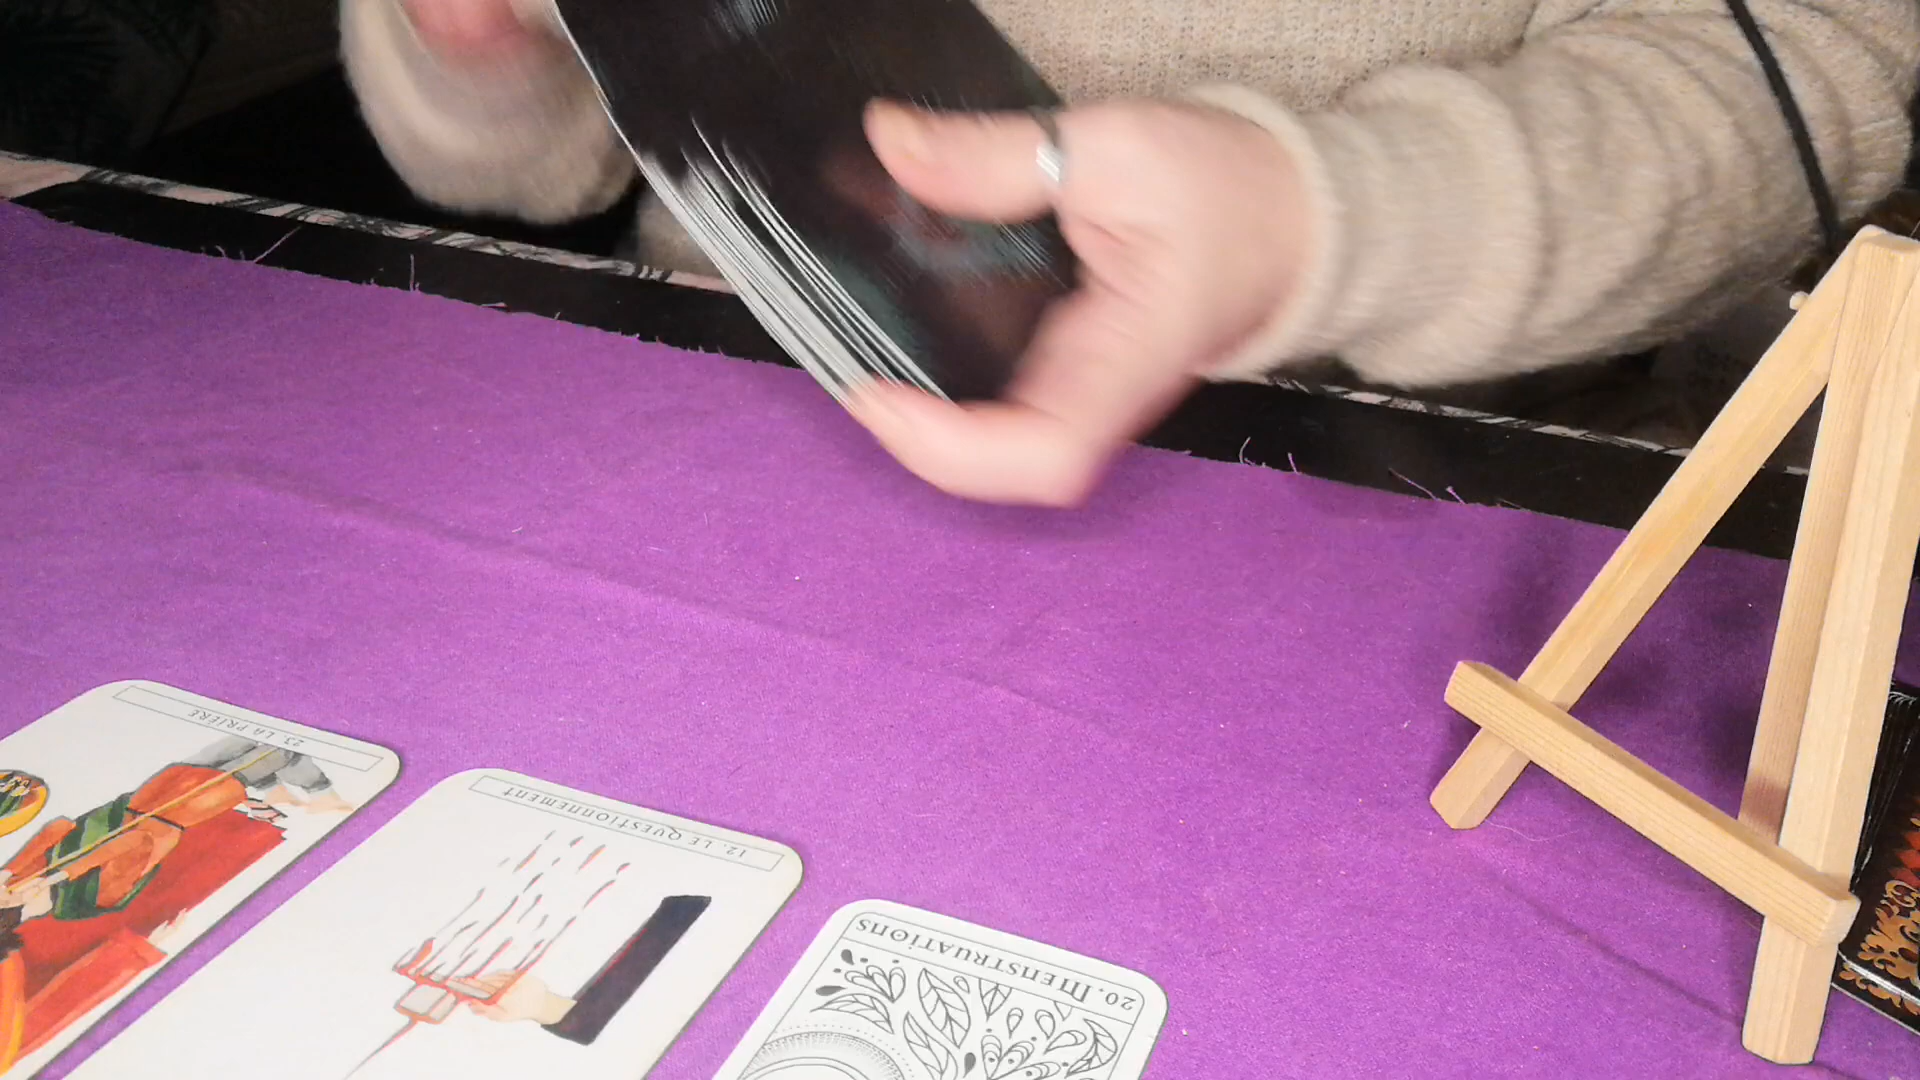 23. LA PRIÈRE
12. LE QUESTIONNEMENT
20. MENSTRUATIONS